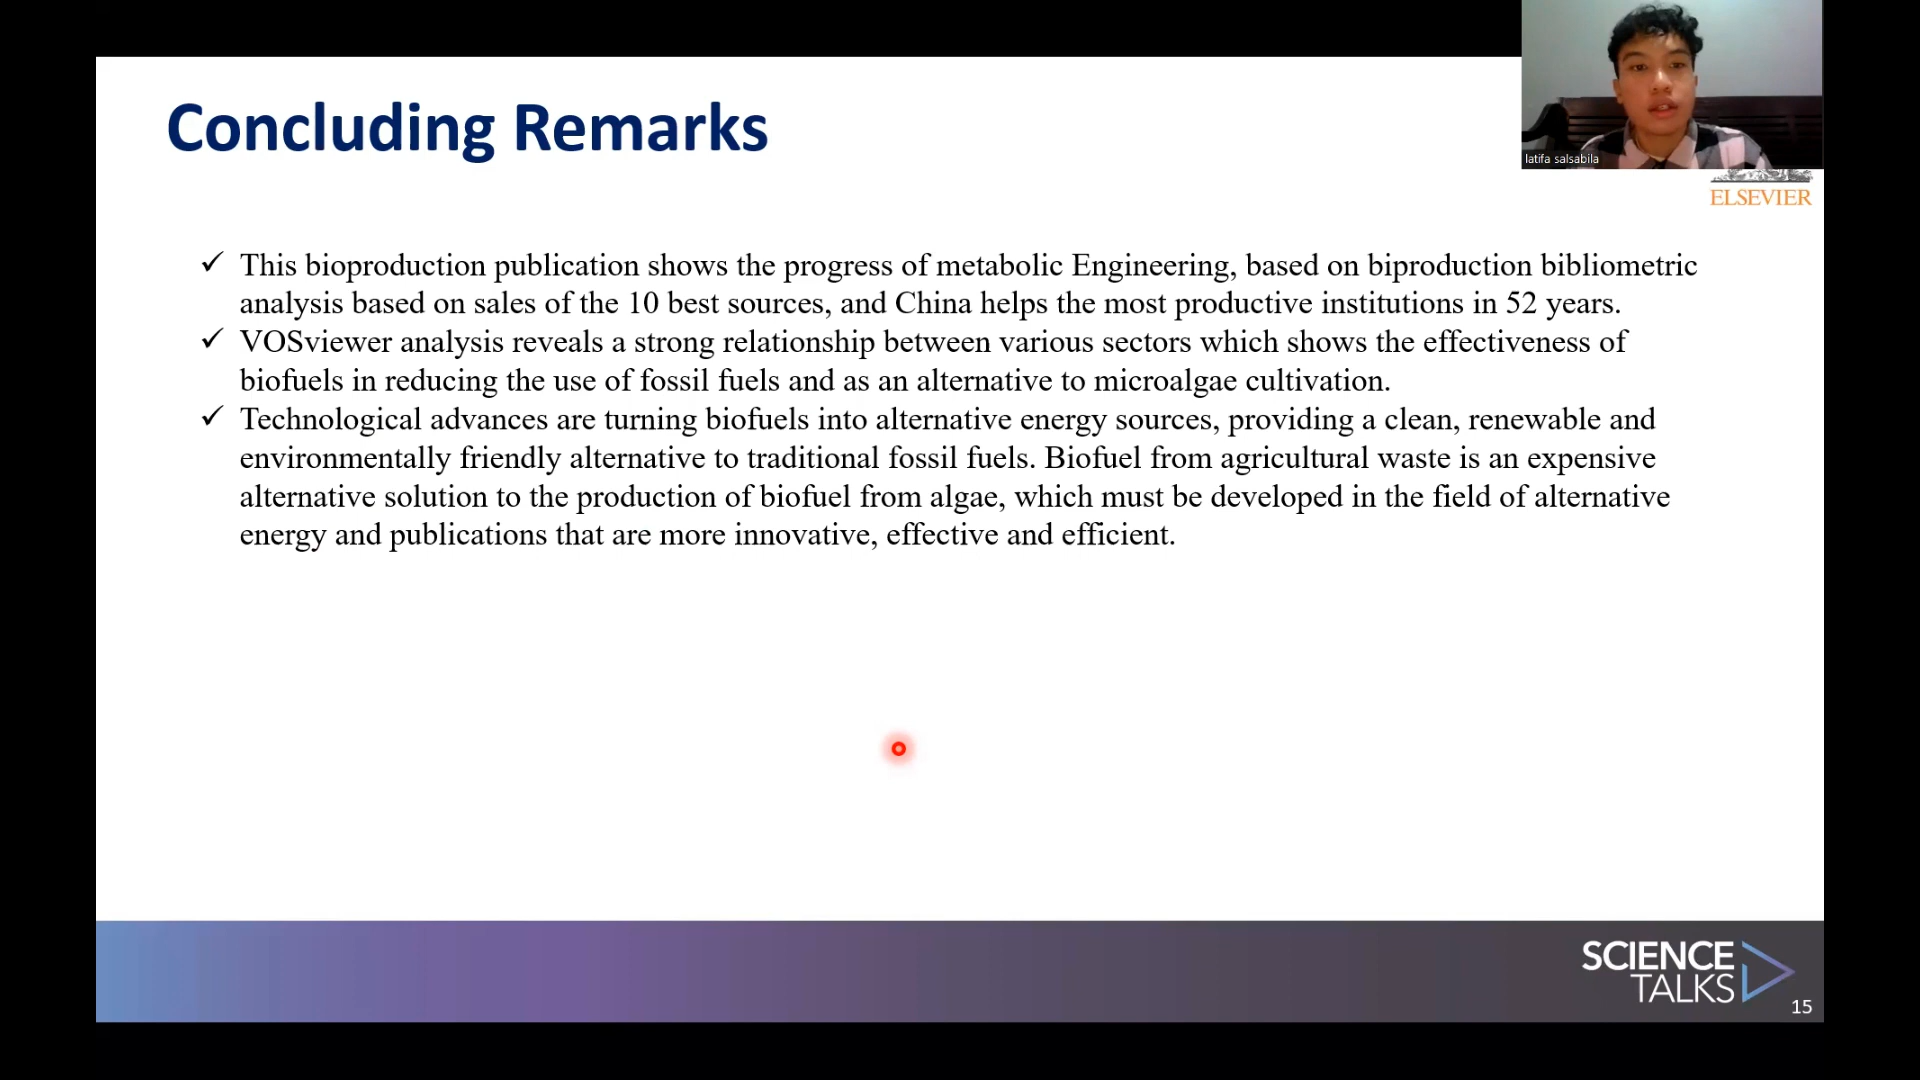 Concluding Remarks
latifa salsabila
ELSEVIER
✓ This bioproduction publication shows the progress of metabolic Engineering, based on biproduction bibliometric
analysis based on sales of the 10 best sources, and China helps the most productive institutions in 52 years.
✓ VOSviewer analysis reveals a strong relationship between various sectors which shows the effectiveness of
biofuels in reducing the use of fossil fuels and as an alternative to microalgae cultivation.
✓ Technological advances are turning biofuels into alternative energy sources, providing a clean, renewable and
environmentally friendly alternative to traditional fossil fuels. Biofuel from agricultural waste is an expensive
alternative solution to the production of biofuel from algae, which must be developed in the field of alternative
energy and publications that are more innovative, effective and efficient.
SCIENCE
TALKS
15